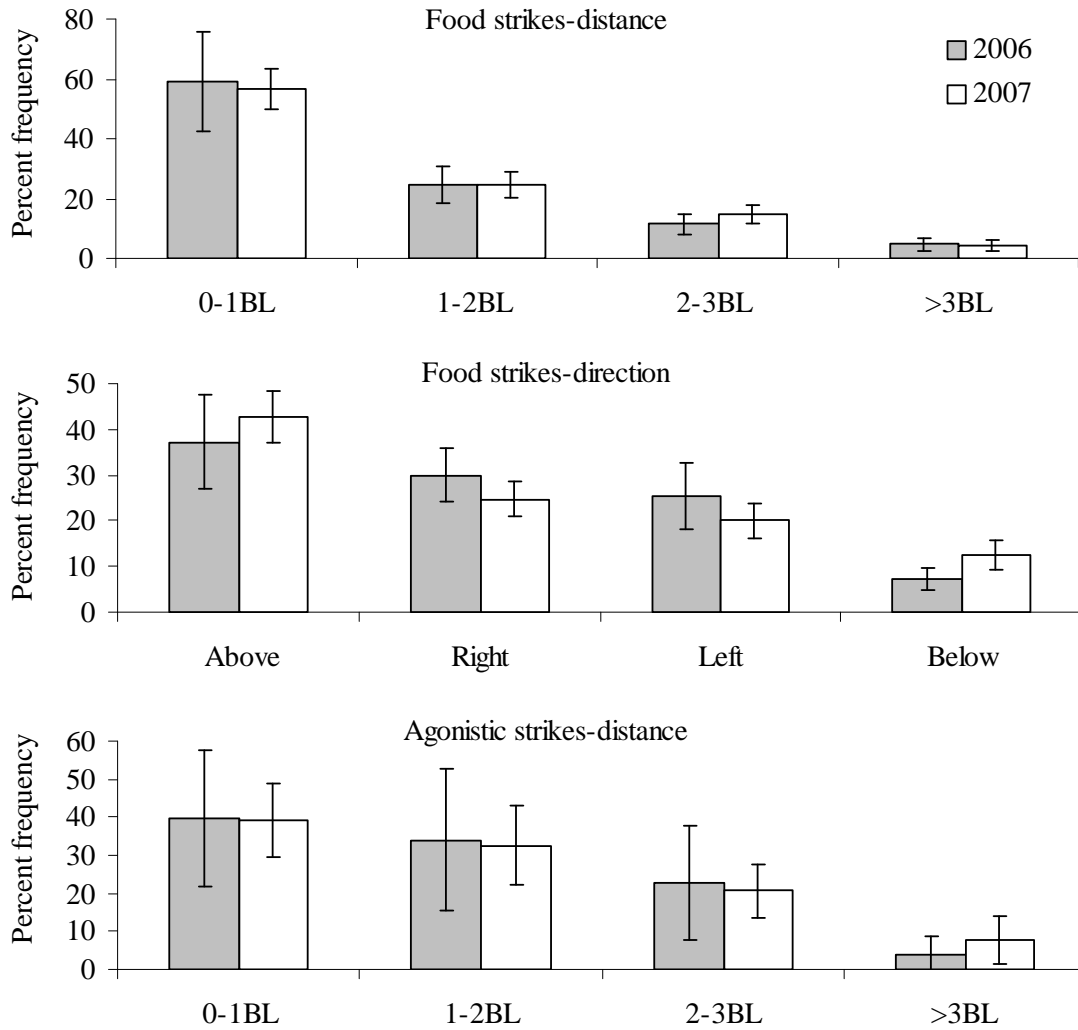 Food strikes-distance
2006
2007
Percent frequency
80
60
40
20
0
0-1BL 1-2BL 2-3BL >3BL
Food strikes-direction
Percent frequency
50
40
30
20
10
0
Above Right Left Below
Agonistic strikes-distance
Percent frequency
60
50
40
30
20
10
0
0-1BL 1-2BL 2-3BL >3BL